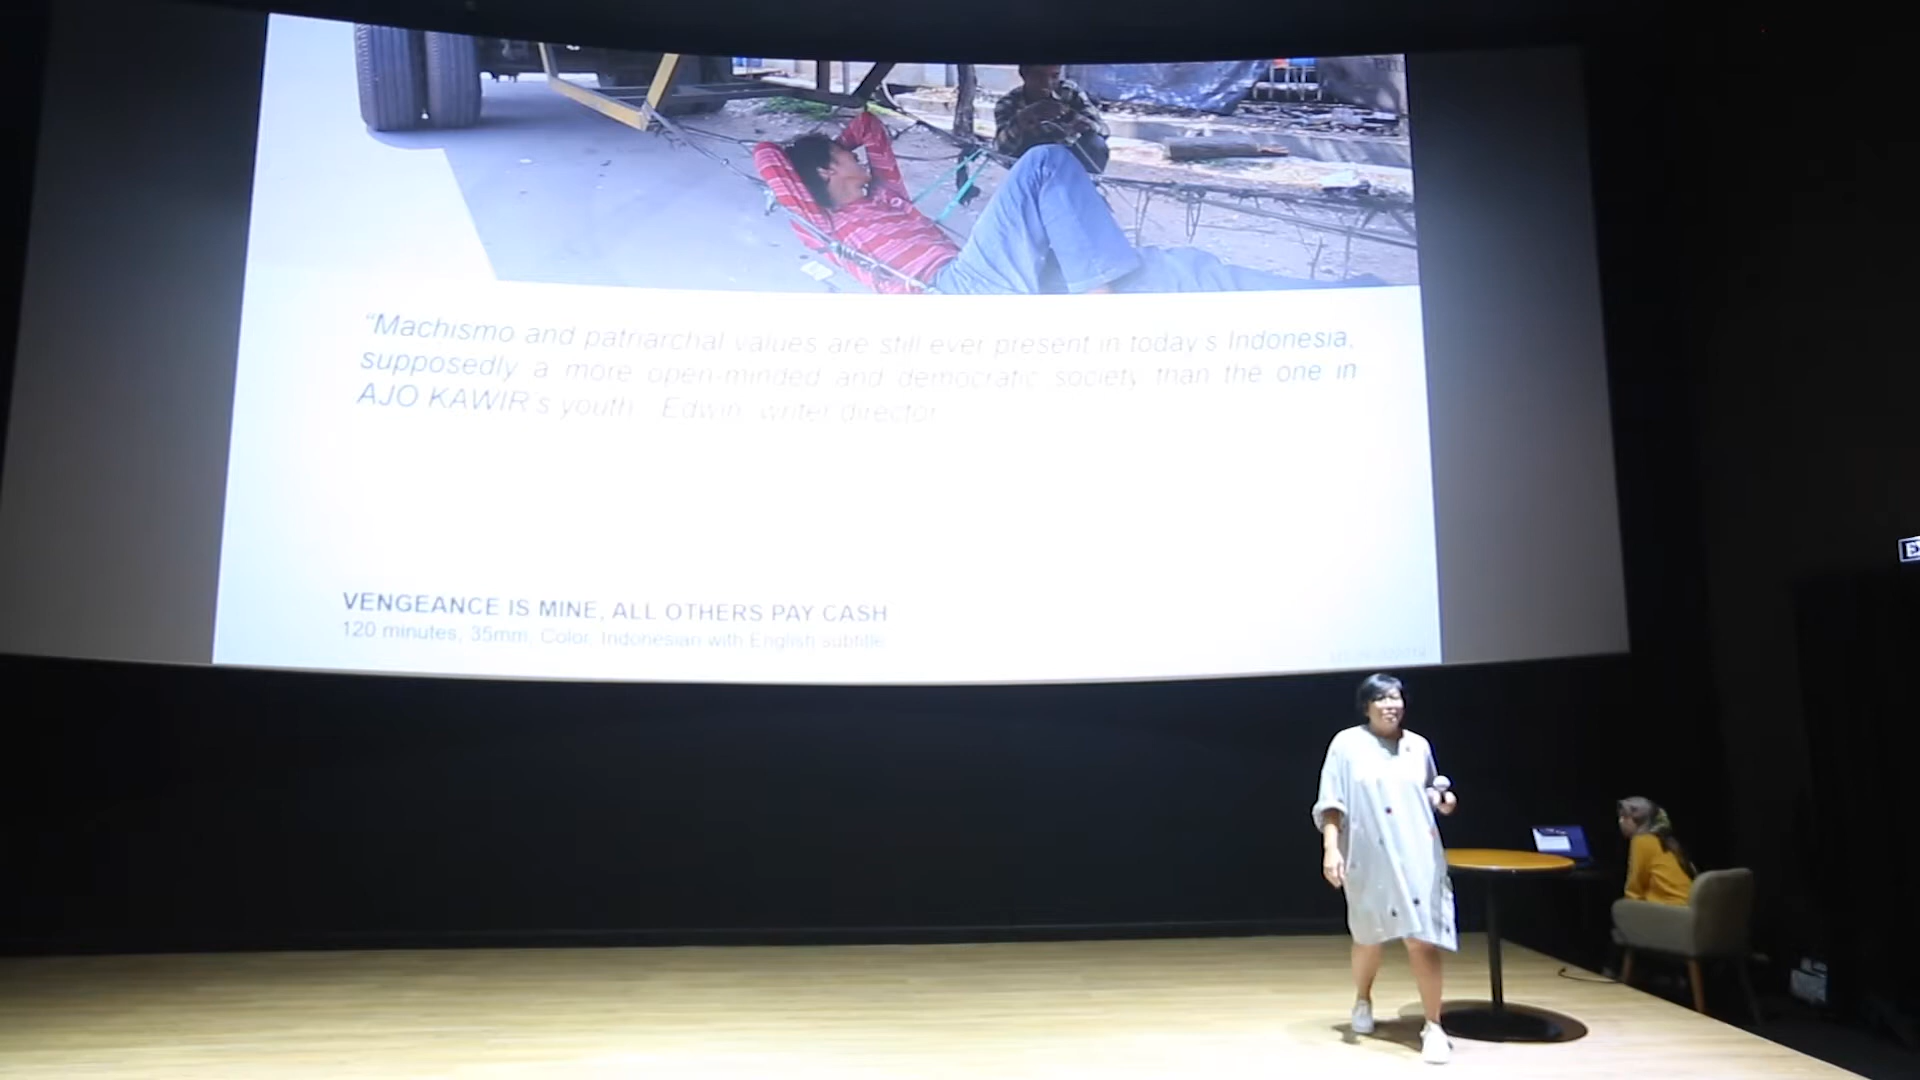 "Machismo and patriarchal values are still ever present in today's Indonesia,
supposedly a more open-minded and democratic society than the one in
AJO KAWIR's youth. Edwin, writer director
VENGEANCE IS MINE, ALL OTHERS PAY CASH
120 minutes, 35mm, Color, Indonesian with English subtitle